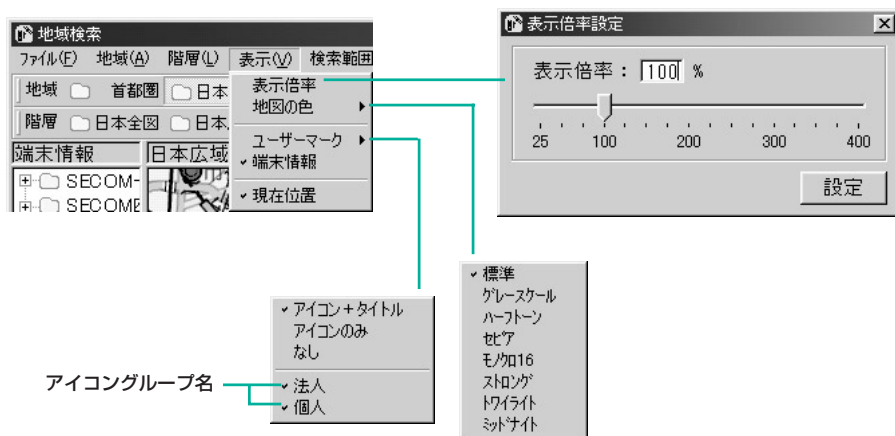 地域検索
ファイル(F) 地域(A) 階層(L) 表示(V) 検索範囲
地域 首都圏 日本
階層 日本全図 日本
端末情報 日本広域
SECOM-
SECOME
表示倍率
地図の色
ユーザーマーク
端末情報
現在位置
表示倍率設定
表示倍率： 100 %
25 100 200 300 400
設定
アイコン＋タイトル
アイコンのみ
なし
法人
個人
アイコングループ名
標準
グレースケール
ハーフトーン
セピア
モノクロ16
ストロング
トワイライト
ミッドナイト